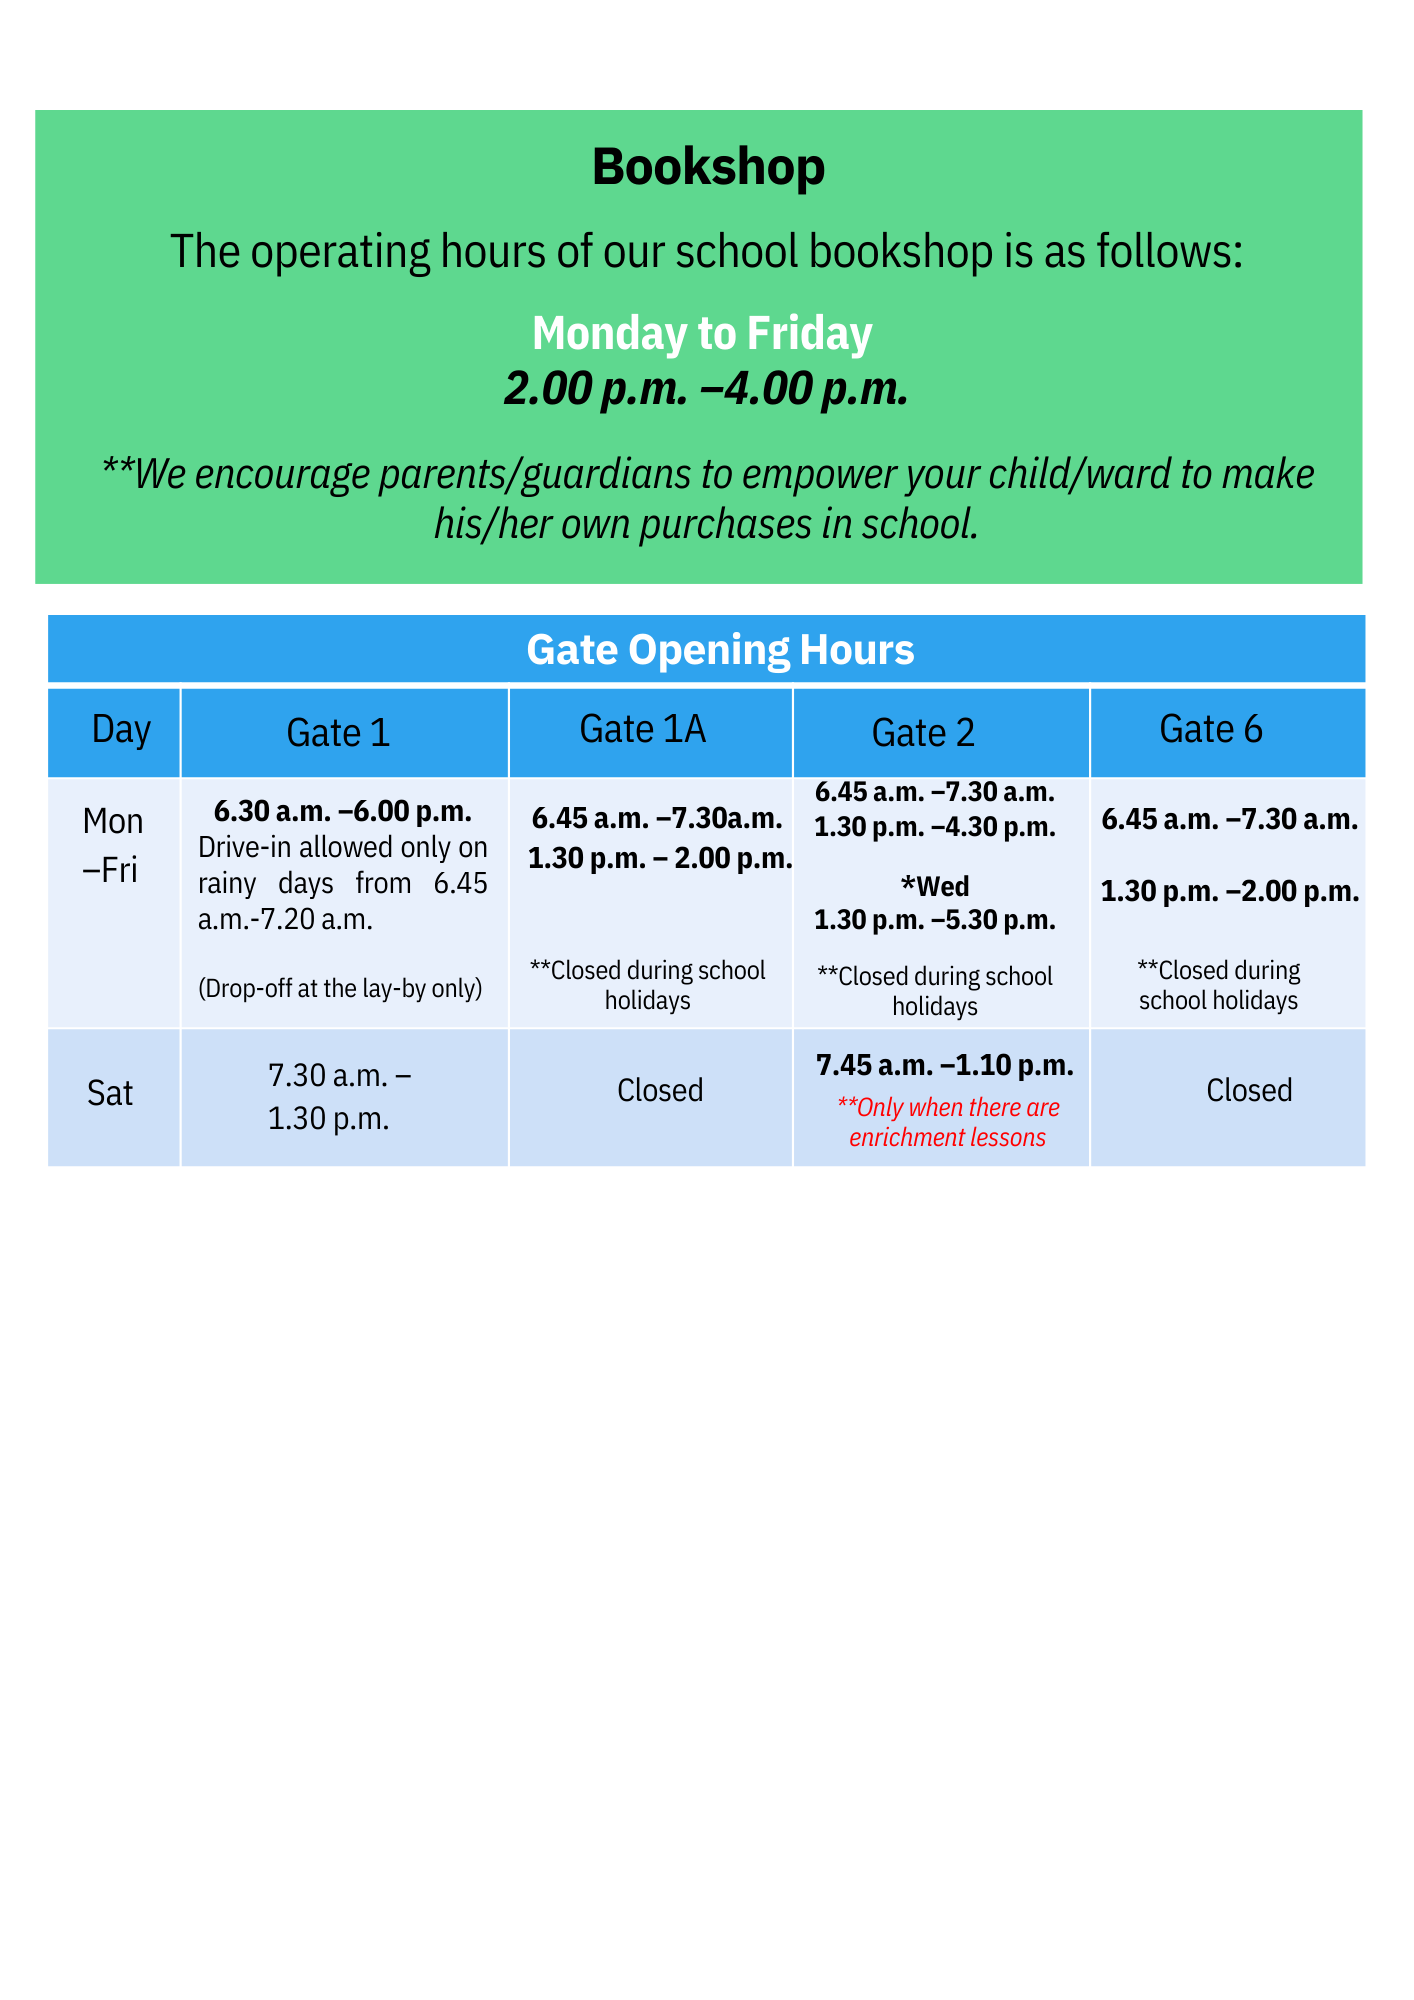 Bookshop
The operating hours of our school bookshop is as follows:
Monday to Friday
2.00 p.m. –4.00 p.m.
**We encourage parents/guardians to empower your child/ward to make
his/her own purchases in school.
Gate Opening Hours
Day
Gate 1
Gate 1A
Gate 2
Gate 6
Mon
–Fri
6.30 a.m. –6.00 p.m.
Drive-in allowed only on
rainy days from 6.45
a.m.-7.20 a.m.
(Drop-off at the lay-by only)
6.45 a.m. –7.30a.m.
1.30 p.m. – 2.00 p.m.
**Closed during school
holidays
6.45 a.m. –7.30 a.m.
1.30 p.m. –4.30 p.m.
*Wed
1.30 p.m. –5.30 p.m.
**Closed during school
holidays
6.45 a.m. –7.30 a.m.
1.30 p.m. –2.00 p.m.
**Closed during
school holidays
Sat
7.30 a.m. –
1.30 p.m.
Closed
7.45 a.m. –1.10 p.m.
**Only when there are
enrichment lessons
Closed